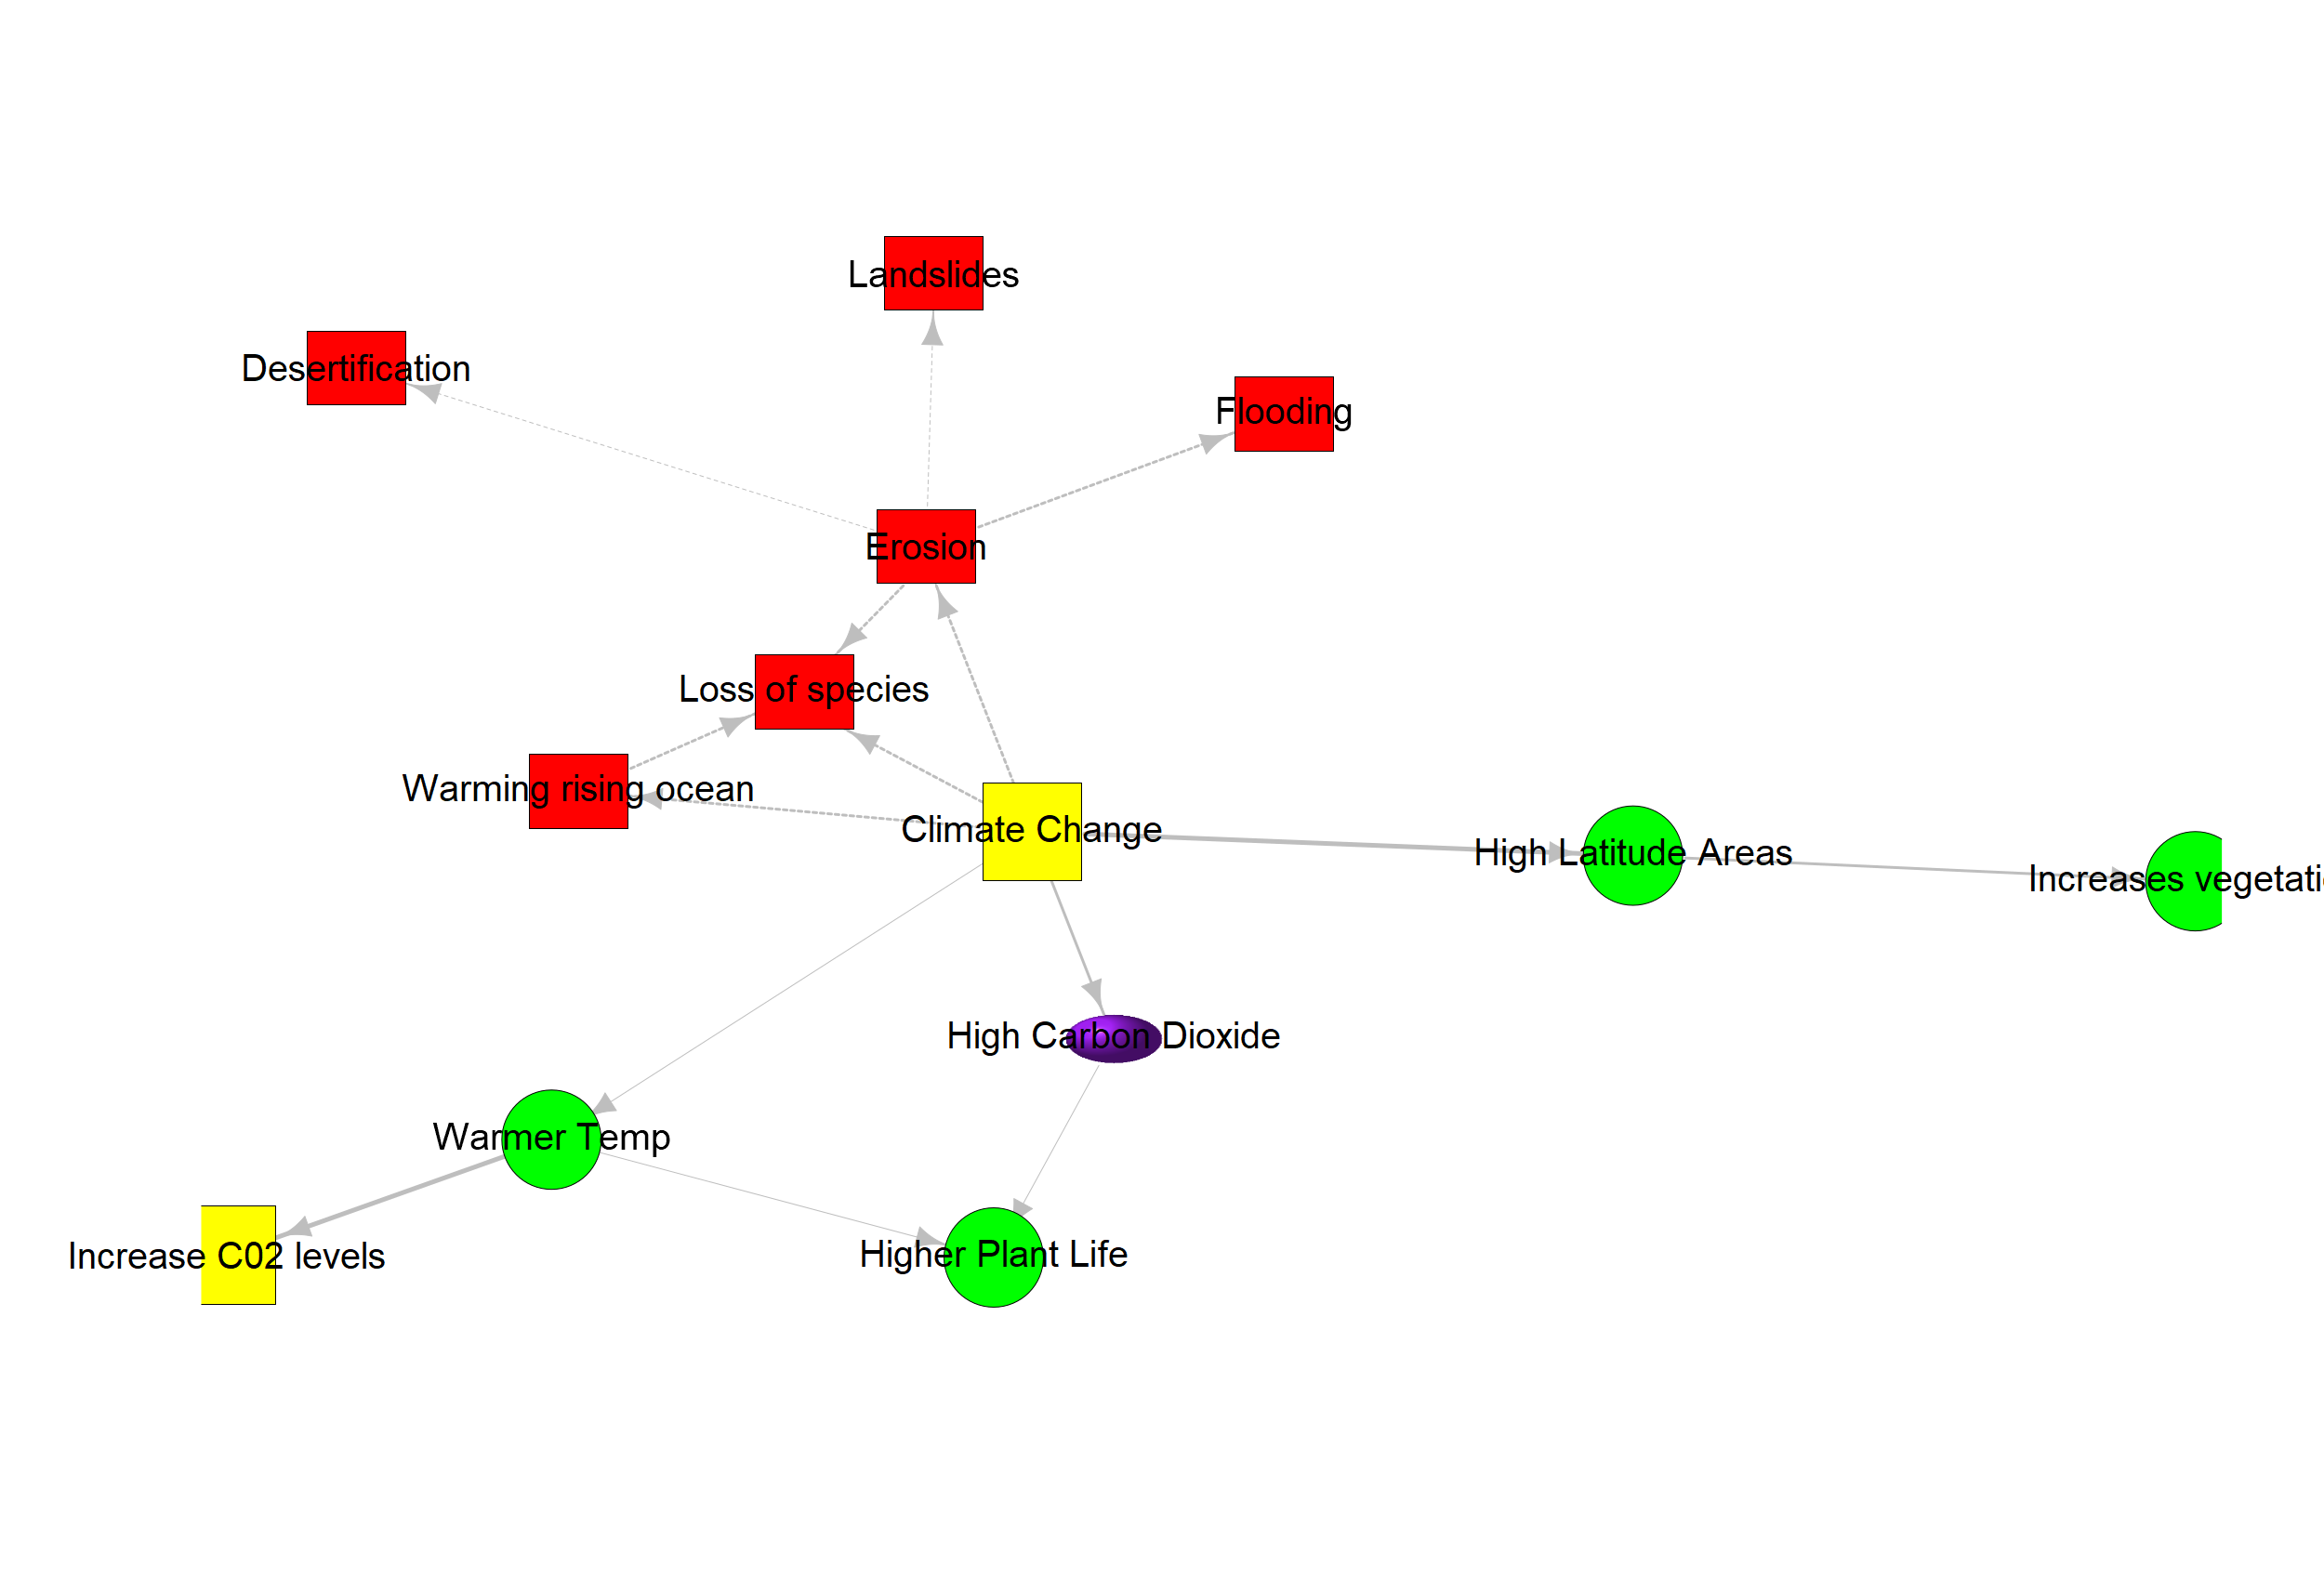 Landslides
Desertification
Flooding
Erosion
Loss of species
Warming rising ocean
Climate Change
High Latitude Areas
Increases vegetati
High Carbon Dioxide
Warmer Temp
Increase C02 levels
Higher Plant Life